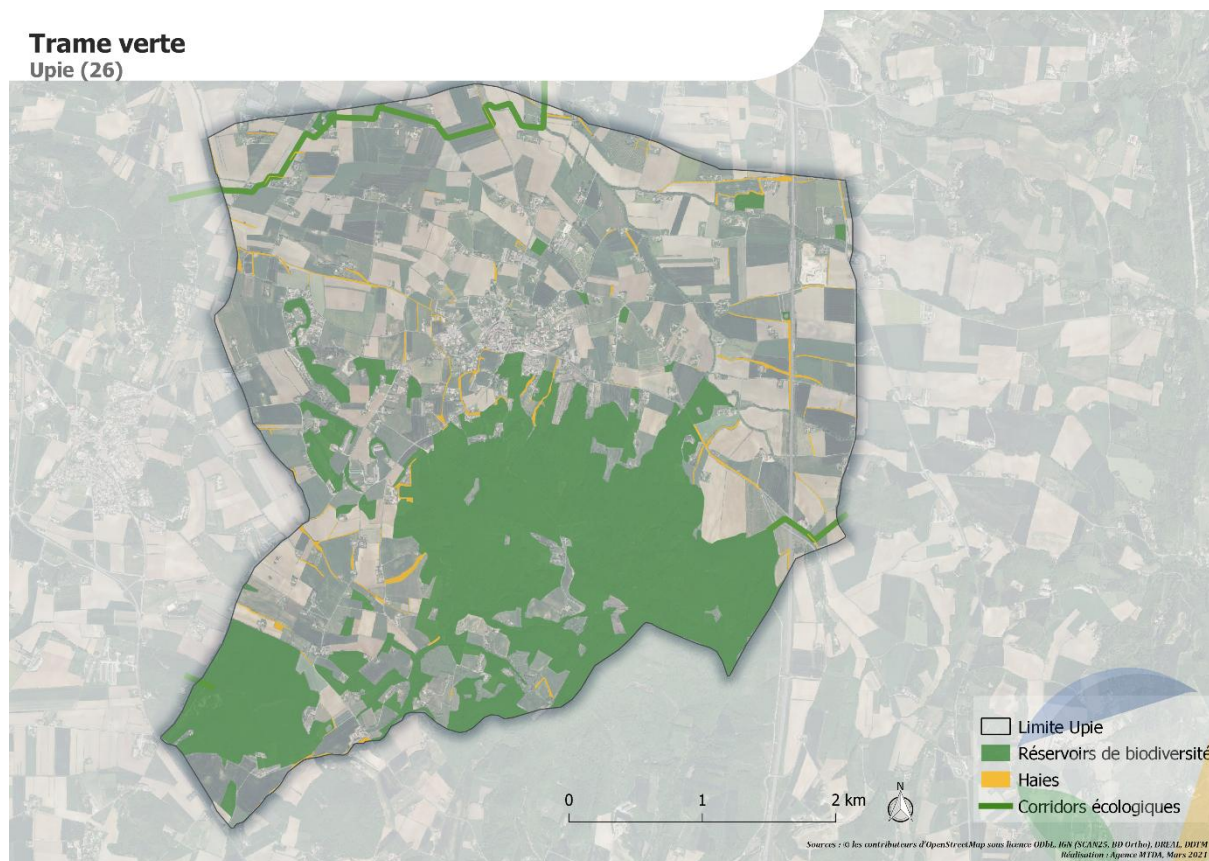 Trame verte
Upie (26)
Limite Upie
Réservoirs de biodiversité
Haies
Corridors écologiques
0 1 2 km
N
Sources : © les contributeurs d'OpenStreetMap sous licence ODbL, IGN (SCAN25, BD Ortho), DREAL, DDTM
Réalisation : Agence MTDA, Mars 2021